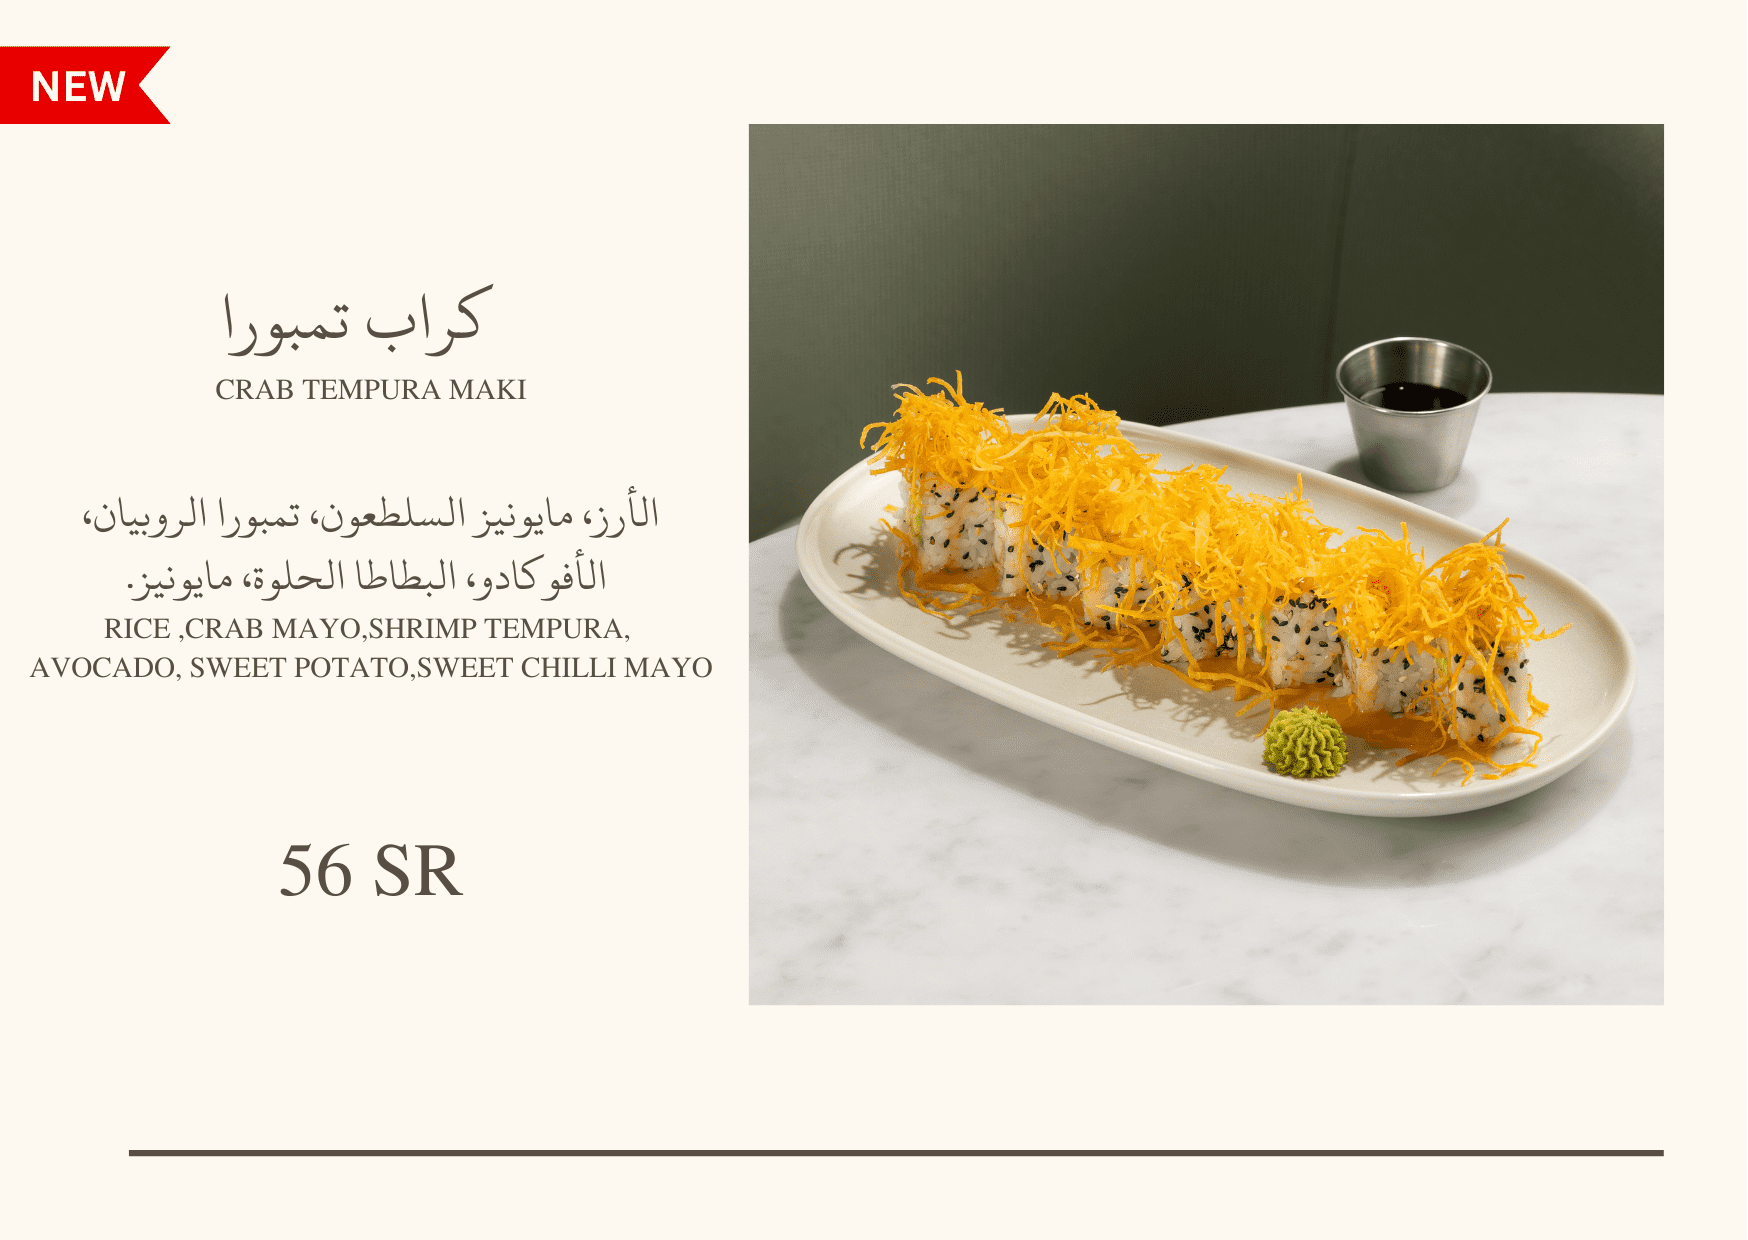 NEW
كراب تمبورا
CRAB TEMPURA MAKI
الأرز، مايونيز السلطعون، تمبورا الروبيان،
الأفوكادو، البطاطا الحلوة، مايونيز.
RICE ,CRAB MAYO,SHRIMP TEMPURA,
AVOCADO, SWEET POTATO,SWEET CHILLI MAYO
56 SR